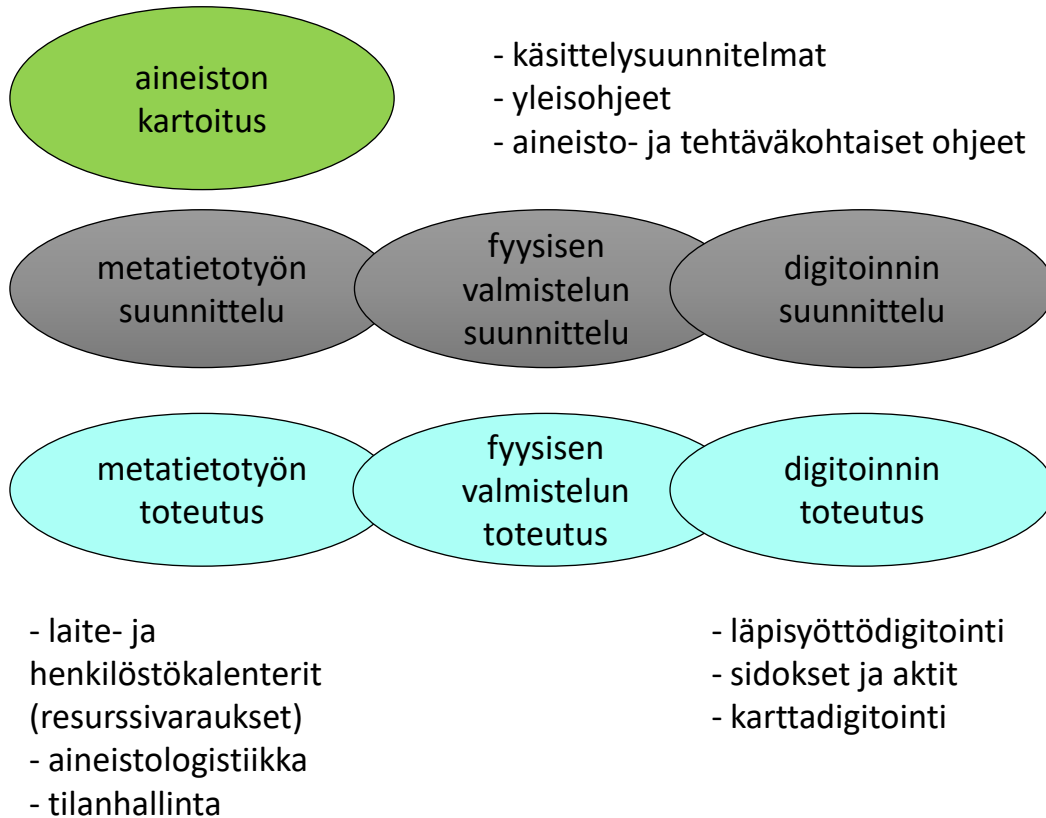 aineiston
kartoitus
- käsittelysuunnitelmat
- yleisohjeet
- aineisto- ja tehtäväkohtaiset ohjeet
metatietotyön
suunnittelu
fyysisen
valmistelun
suunnittelu
digitoinnin
suunnittelu
metatietotyön
toteutus
fyysisen
valmistelun
toteutus
digitoinnin
toteutus
- laite- ja
henkilöstökalenterit
(resurssivaraukset)
- aineistologistiikka
- tilanhallinta
- läpisyöttödigitointi
- sidokset ja aktit
- karttadigitointi